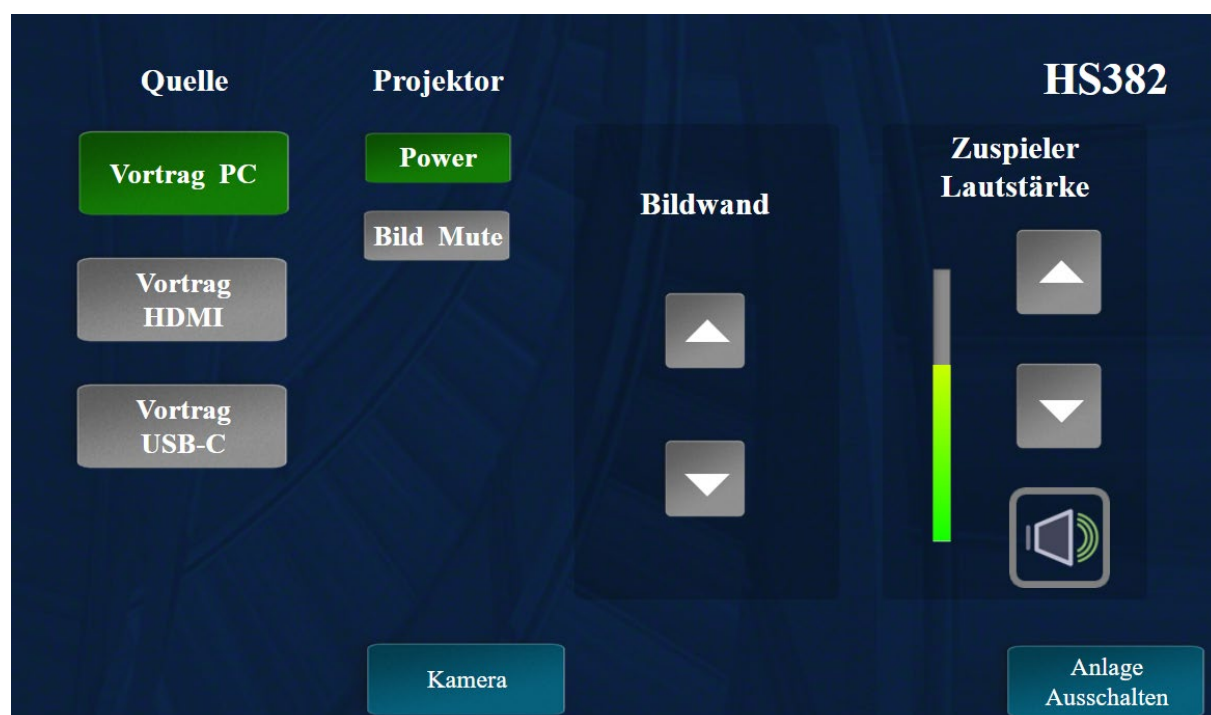 Quelle
Projektor
HS382
Vortrag PC
Power
Zuspieler
Lautstärke
Bildwand
Bild Mute
Vortrag
HDMI
Vortrag
USB-C
Kamera
Anlage
Ausschalten